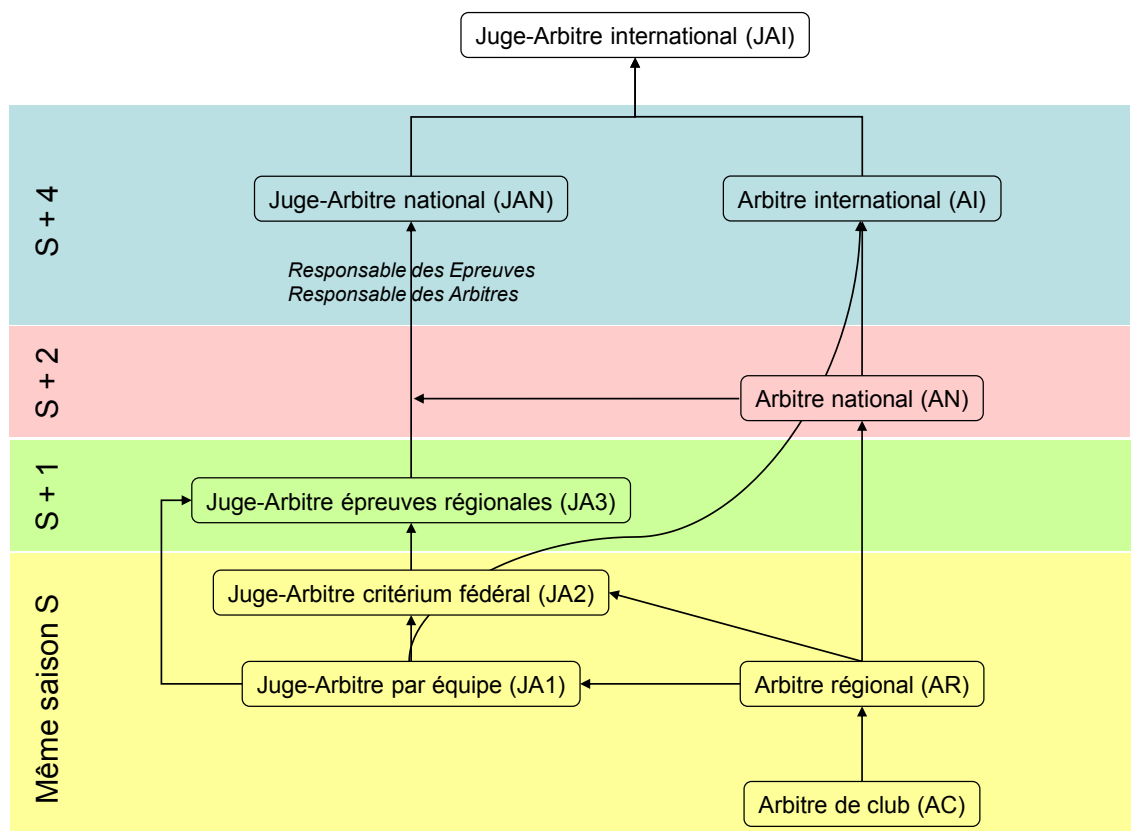 Juge-Arbitre international (JAI)
S + 4
Juge-Arbitre national (JAN)
Arbitre international (AI)
Responsable des Epreuves
Responsable des Arbitres
S + 2
Arbitre national (AN)
S + 1
Juge-Arbitre épreuves régionales (JA3)
Même saison S
Juge-Arbitre critérium fédéral (JA2)
Juge-Arbitre par équipe (JA1)
Arbitre régional (AR)
Arbitre de club (AC)